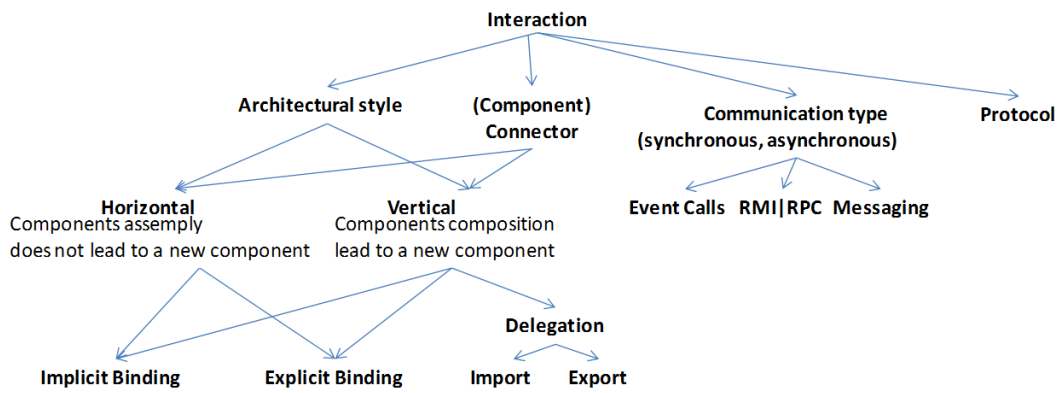 Interaction
Architectural style
(Component)
Connector
Communication type
(synchronous, asynchronous)
Protocol
Horizontal
Components assemply
does not lead to a new component
Vertical
Components composition
lead to a new component
Event Calls
RMI|RPC
Messaging
Delegation
Implicit Binding
Explicit Binding
Import
Export